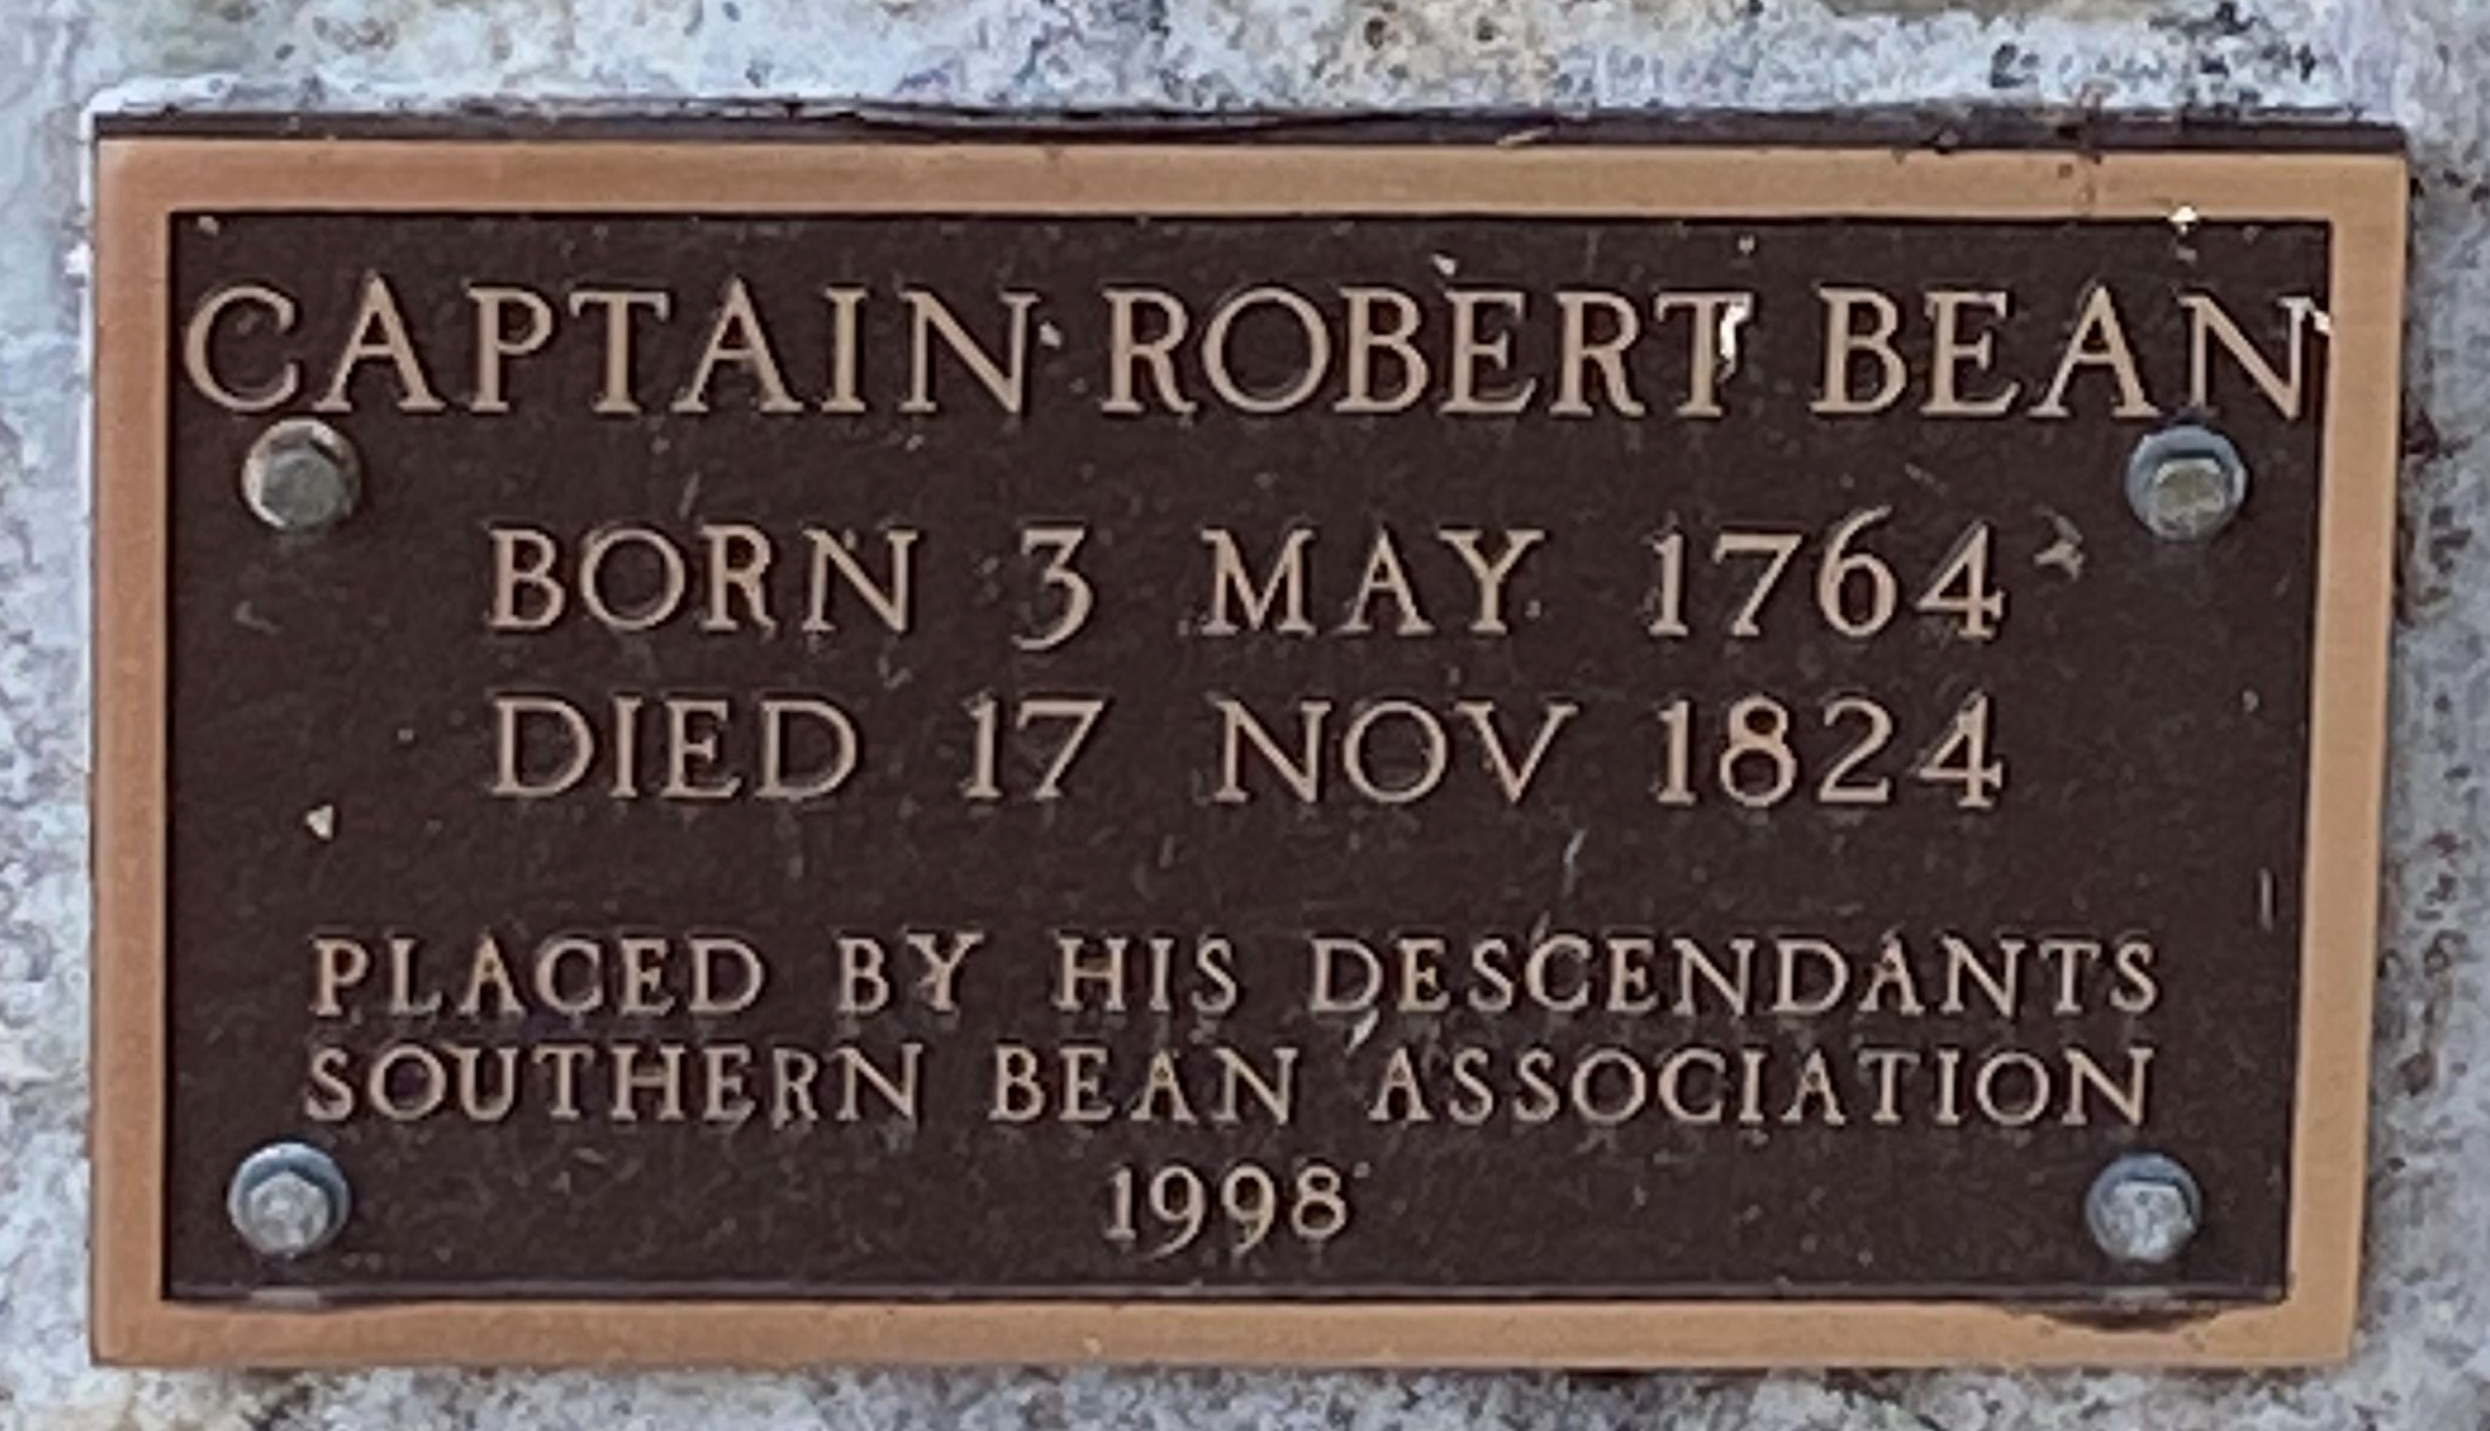 CAPTAIN ROBERT BEAN
BORN 3 MAY 1764
DIED 17 NOV 1824
PLACED BY HIS DESCENDANTS
SOUTHERN BEAN ASSOCIATION
1998